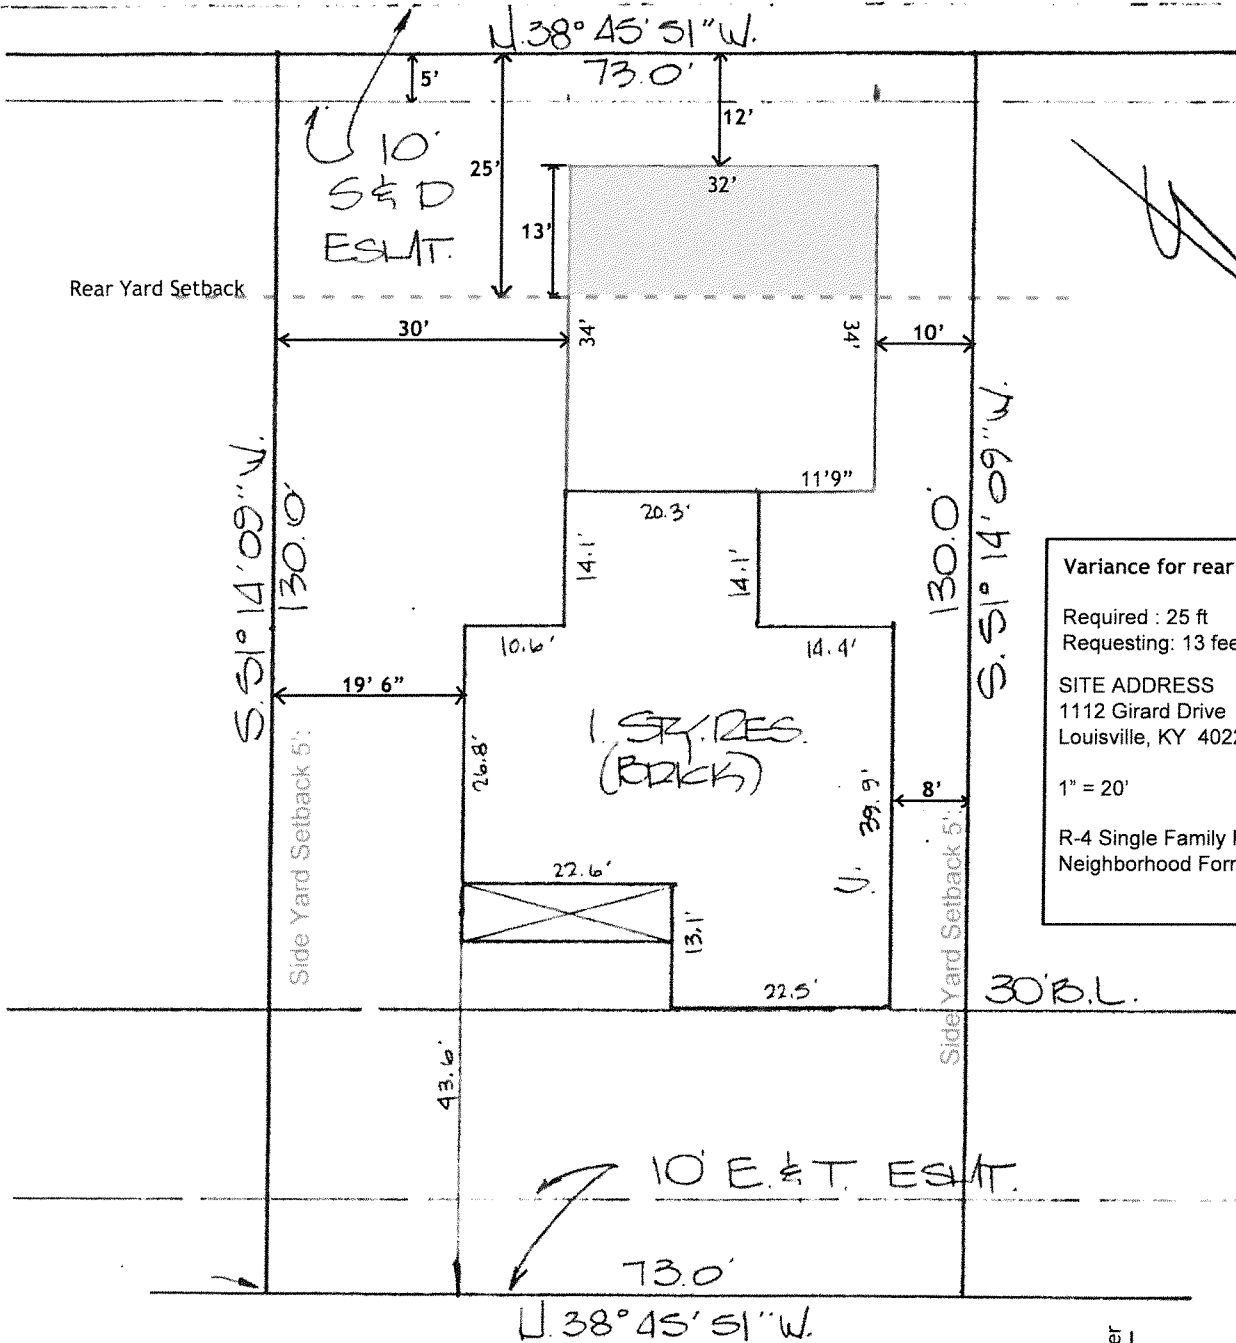 N.38° 45' 51" W.
73.0'
5'
12'
10'
S & D
ESMT.
25'
32'
13'
Rear Yard Setback
30'
34'
34'
10'
S. 51° 14' 09" W.
130.0'
11'9"
20.3'
14.1'
14.1'
130.0'
S. 51° 14' 09" W.
10.6'
14.4'
19' 6"
1. STY. RES.
(BRICK)
26.8'
39.9'
8'
Side Yard Setback 5':
Side Yard Setback 5':
22.6'
13.1'
22.5'
30' B.L.
43.6'
10' E. & T. ESMT.
73.0'
N. 38° 45' 51" W.
N
Variance for rear
Required : 25 ft
Requesting: 13 fee
SITE ADDRESS
1112 Girard Drive
Louisville, KY 4022
1" = 20'
R-4 Single Family
Neighborhood For
er